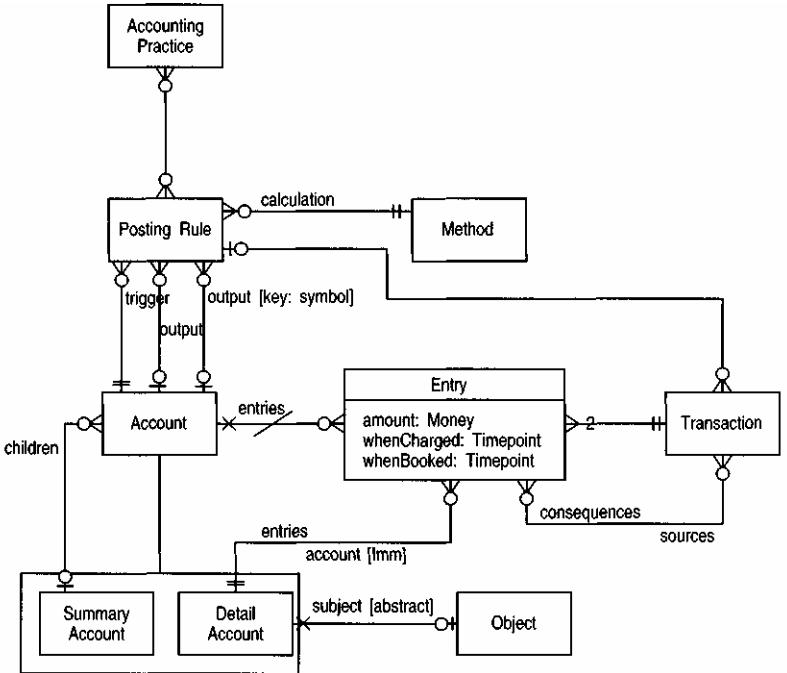 Accounting
Practice
calculation
Posting Rule
Method
trigger
output [key: symbol]
output
Entry
entries
Account
amount: Money
whenCharged: Timepoint
whenBooked: Timepoint
2
Transaction
children
consequences
sources
entries
account [Imm]
Summary
Account
Detail
Account
subject [abstract]
Object